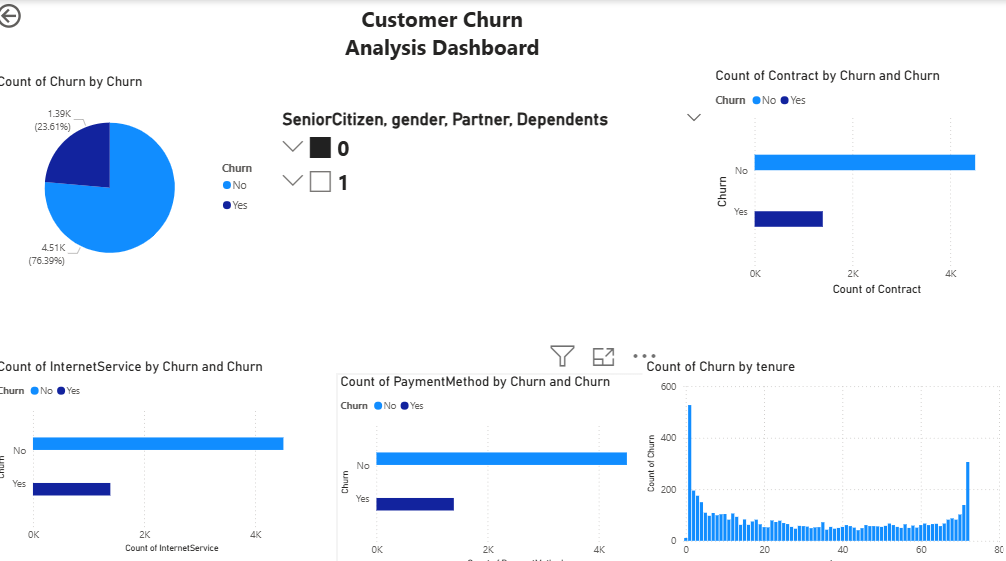 Customer Churn
Analysis Dashboard
Count of Churn by Churn
1.39K
(23.61%)
4.51K
(76.39%)
Churn
No
Yes
SeniorCitizen, gender, Partner, Dependents
0
1
Count of Contract by Churn and Churn
Churn No Yes
Churn
No
Yes
0K 2K 4K
Count of Contract
Count of InternetService by Churn and Churn
Churn No Yes
Churn
No
Yes
0K 2K 4K
Count of InternetService
Count of PaymentMethod by Churn and Churn
Churn No Yes
Churn
No
Yes
0K 2K 4K
Count of Churn by tenure
Count of Churn
600
400
200
0
0 20 40 60 80